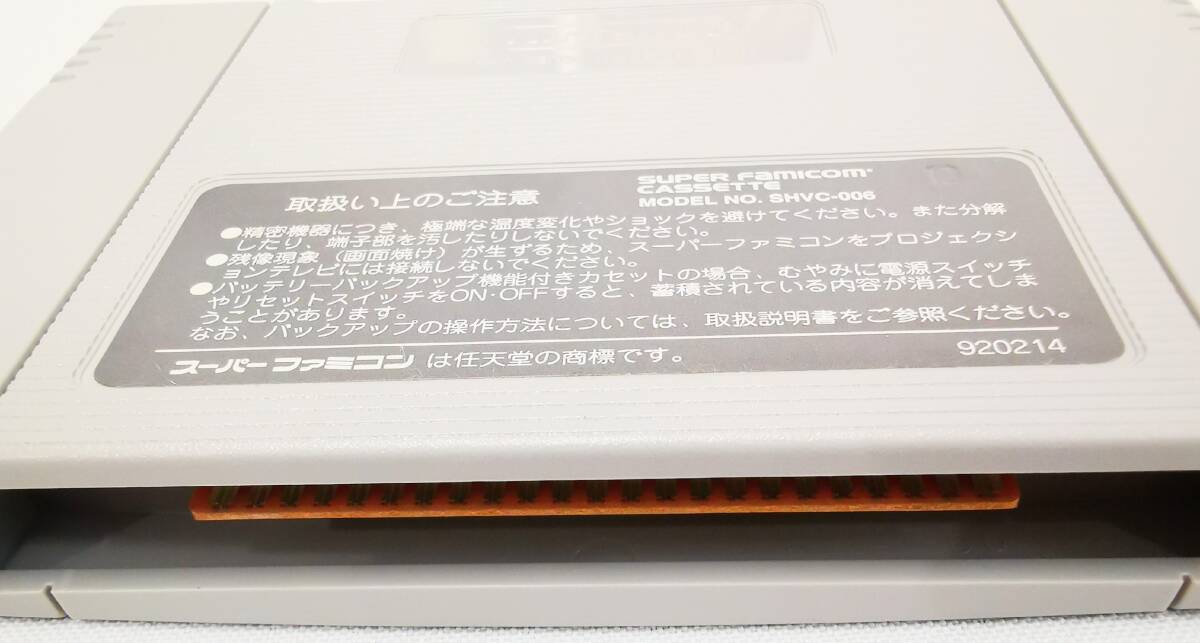 取扱い上のご注意
SUPER FAMICOM
CASSETTE
MODEL NO. SHVC-006
●精密機器につき、極端な温度変化やショックを避けてください。また分解
したり、端子部を汚したりしないでください。
●残像現象（画面焼け）が生ずるため、スーパーファミコンをプロジェクシ
ョンテレビには接続しないでください。
●バッテリーバックアップ機能付きカセットの場合、むやみに電源スイッチ
やリセットスイッチをON・OFFすると、蓄積されている内容が消えてしま
うことがあります。
なお、バックアップの操作方法については、取扱説明書をご参照ください。
スーパーファミコン は任天堂の商標です。
920214